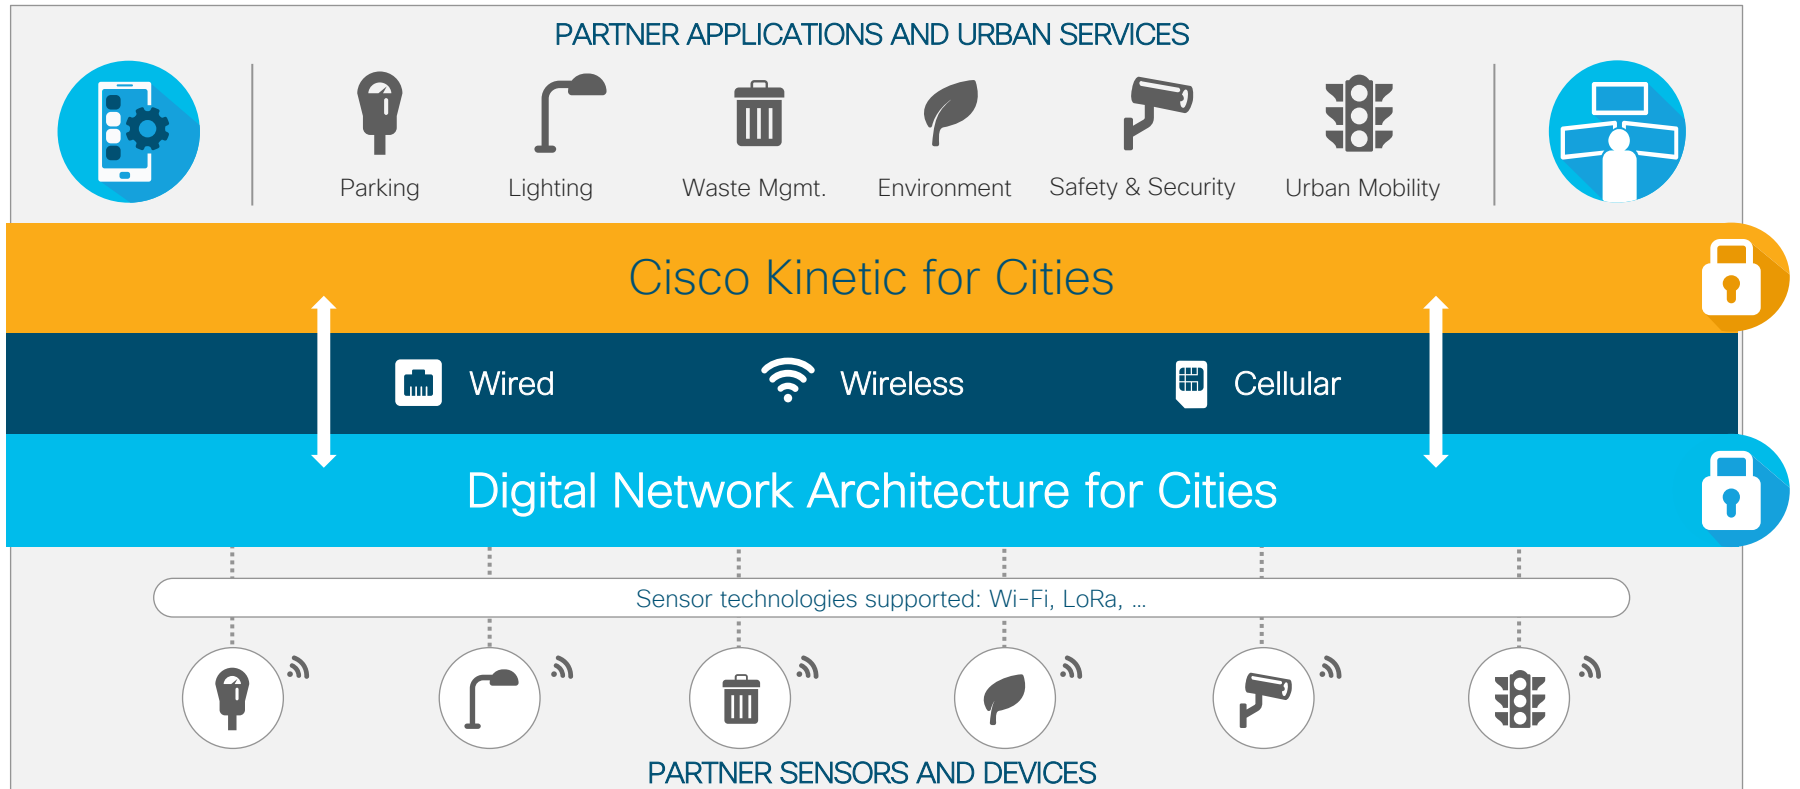 PARTNER APPLICATIONS AND URBAN SERVICES
Parking
Lighting
Waste Mgmt.
Environment
Safety & Security
Urban Mobility
Cisco Kinetic for Cities
Wired
Wireless
Cellular
Digital Network Architecture for Cities
Sensor technologies supported: Wi-Fi, LoRa, ...
PARTNER SENSORS AND DEVICES